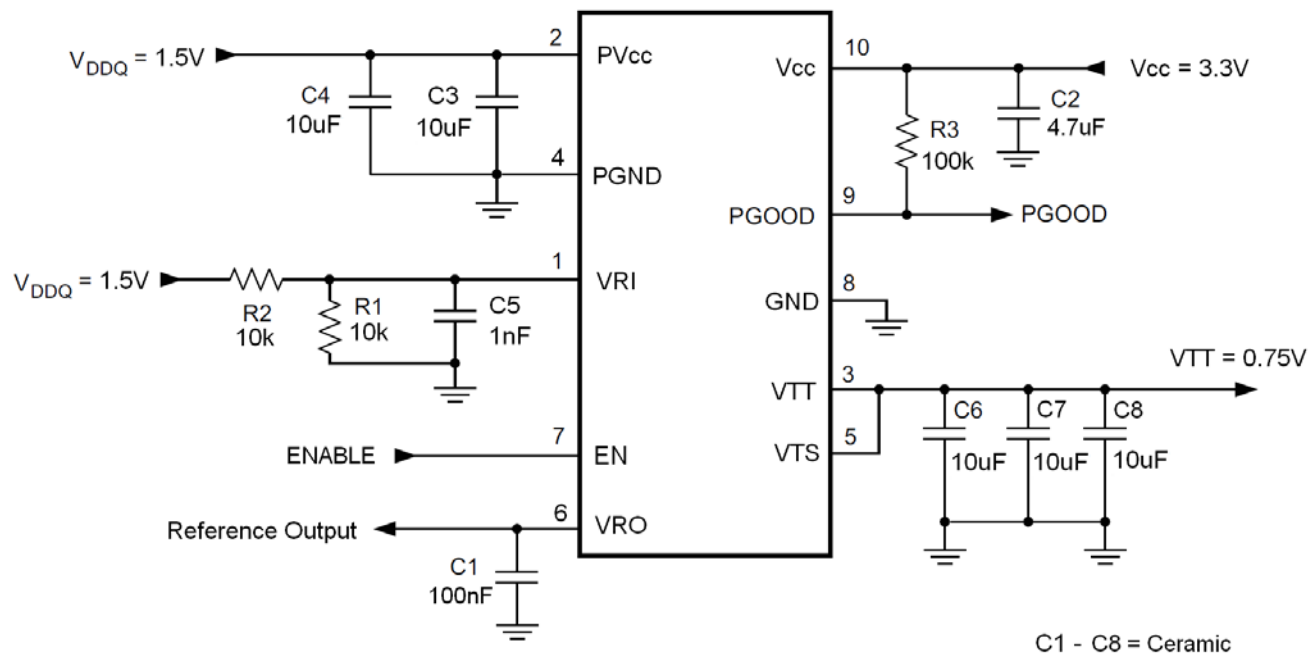 V_DDQ = 1.5V
2
PVcc
C4
10uF
C3
10uF
4
PGND
V_DDQ = 1.5V
R2
10k
R1
10k
C5
1nF
1
VRI
ENABLE
7
EN
Reference Output
6
VRO
C1
100nF
10
Vcc
Vcc = 3.3V
R3
100k
C2
4.7uF
9
PGOOD
PGOOD
8
GND
VTT = 0.75V
3
VTT
5
VTS
C6
10uF
C7
10uF
C8
10uF
C1 - C8 = Ceramic